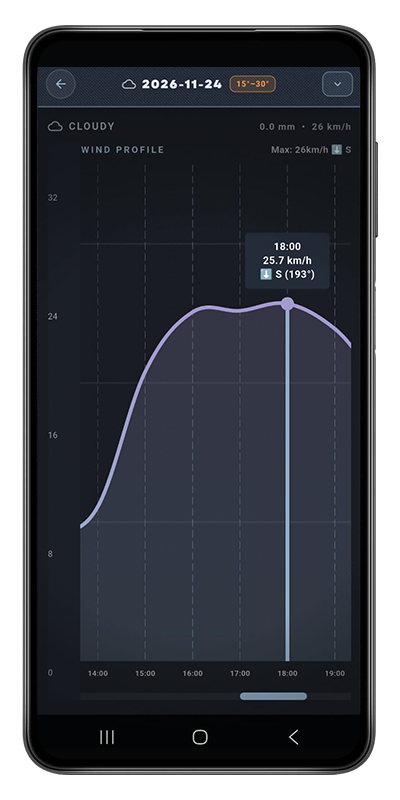 2026-11-24 15°–30°
CLOUDY 0.0 mm • 26 km/h
WIND PROFILE Max: 26km/h ⬇️ S
32
18:00
25.7 km/h
⬇️ S (193°)
24
16
8
0 14:00 15:00 16:00 17:00 18:00 19:00